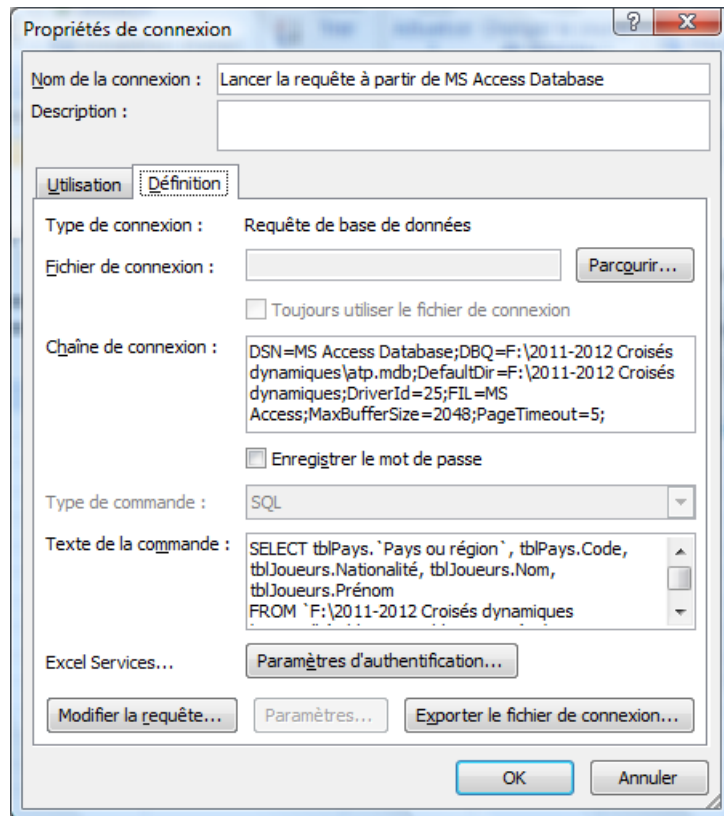 Propriétés de connexion
Nom de la connexion : Lancer la requête à partir de MS Access Database
Description :
Utilisation Définition
Type de connexion : Requête de base de données
Fichier de connexion : Parcourir...
Toujours utiliser le fichier de connexion
Chaîne de connexion : DSN=MS Access Database;DBQ=F:\2011-2012 Croisés
dynamiques\atp.mdb;DefaultDir=F:\2011-2012 Croisés
dynamiques;DriverId=25;FIL=MS
Access;MaxBufferSize=2048;PageTimeout=5;
Enregistrer le mot de passe
Type de commande : SQL
Texte de la commande : SELECT tblPays.`Pays ou région`, tblPays.Code,
tblJoueurs.Nationalité, tblJoueurs.Nom,
tblJoueurs.Prénom
FROM `F:\2011-2012 Croisés dynamiques
Excel Services... Paramètres d'authentification...
Modifier la requête... Paramètres... Exporter le fichier de connexion...
OK Annuler